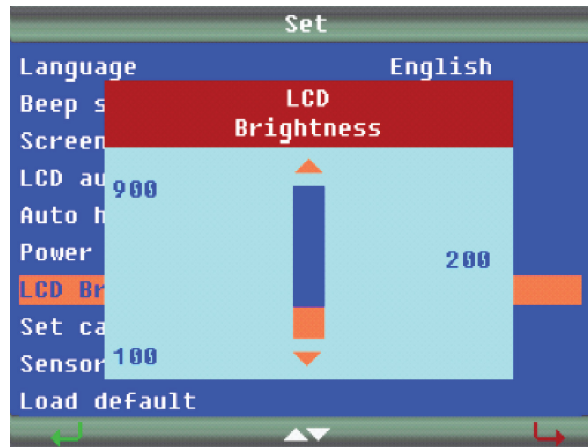 Set
Language English
Beep s
LCD
Brightness
Screen
LCD au
900
Auto h
Power
200
LCD Br
Set ca
Sensor
100
Load default